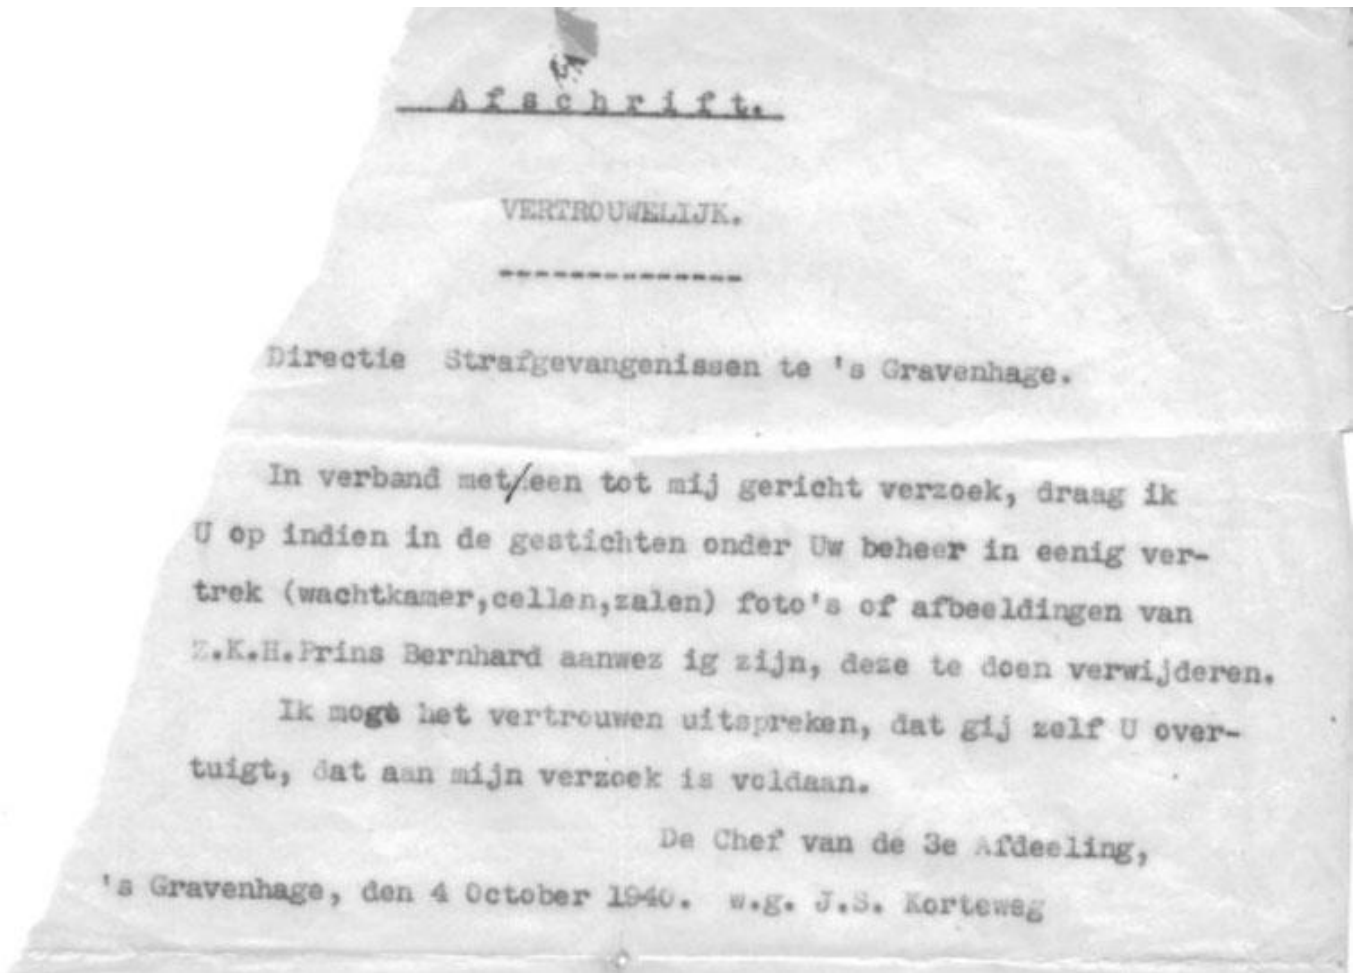 Afschrift.
VERTROUWELIJK.
--------------
Directie Strafgevangenissen te 's Gravenhage.
In verband met/een tot mij gericht verzoek, draag ik
U op indien in de gestichten onder Uw beheer in eenig ver-
trek (wachtkamer,cellen,zalen) foto's of afbeeldingen van
Z.K.H.Prins Bernhard aanwez ig zijn, deze te doen verwijderen.
Ik moge het vertrouwen uitspreken, dat gij zelf U over-
tuigt, dat aan mijn verzoek is voldaan.
De Chef van de 3e Afdeeling,
's Gravenhage, den 4 October 1940. w.g. J.S. Korteweg